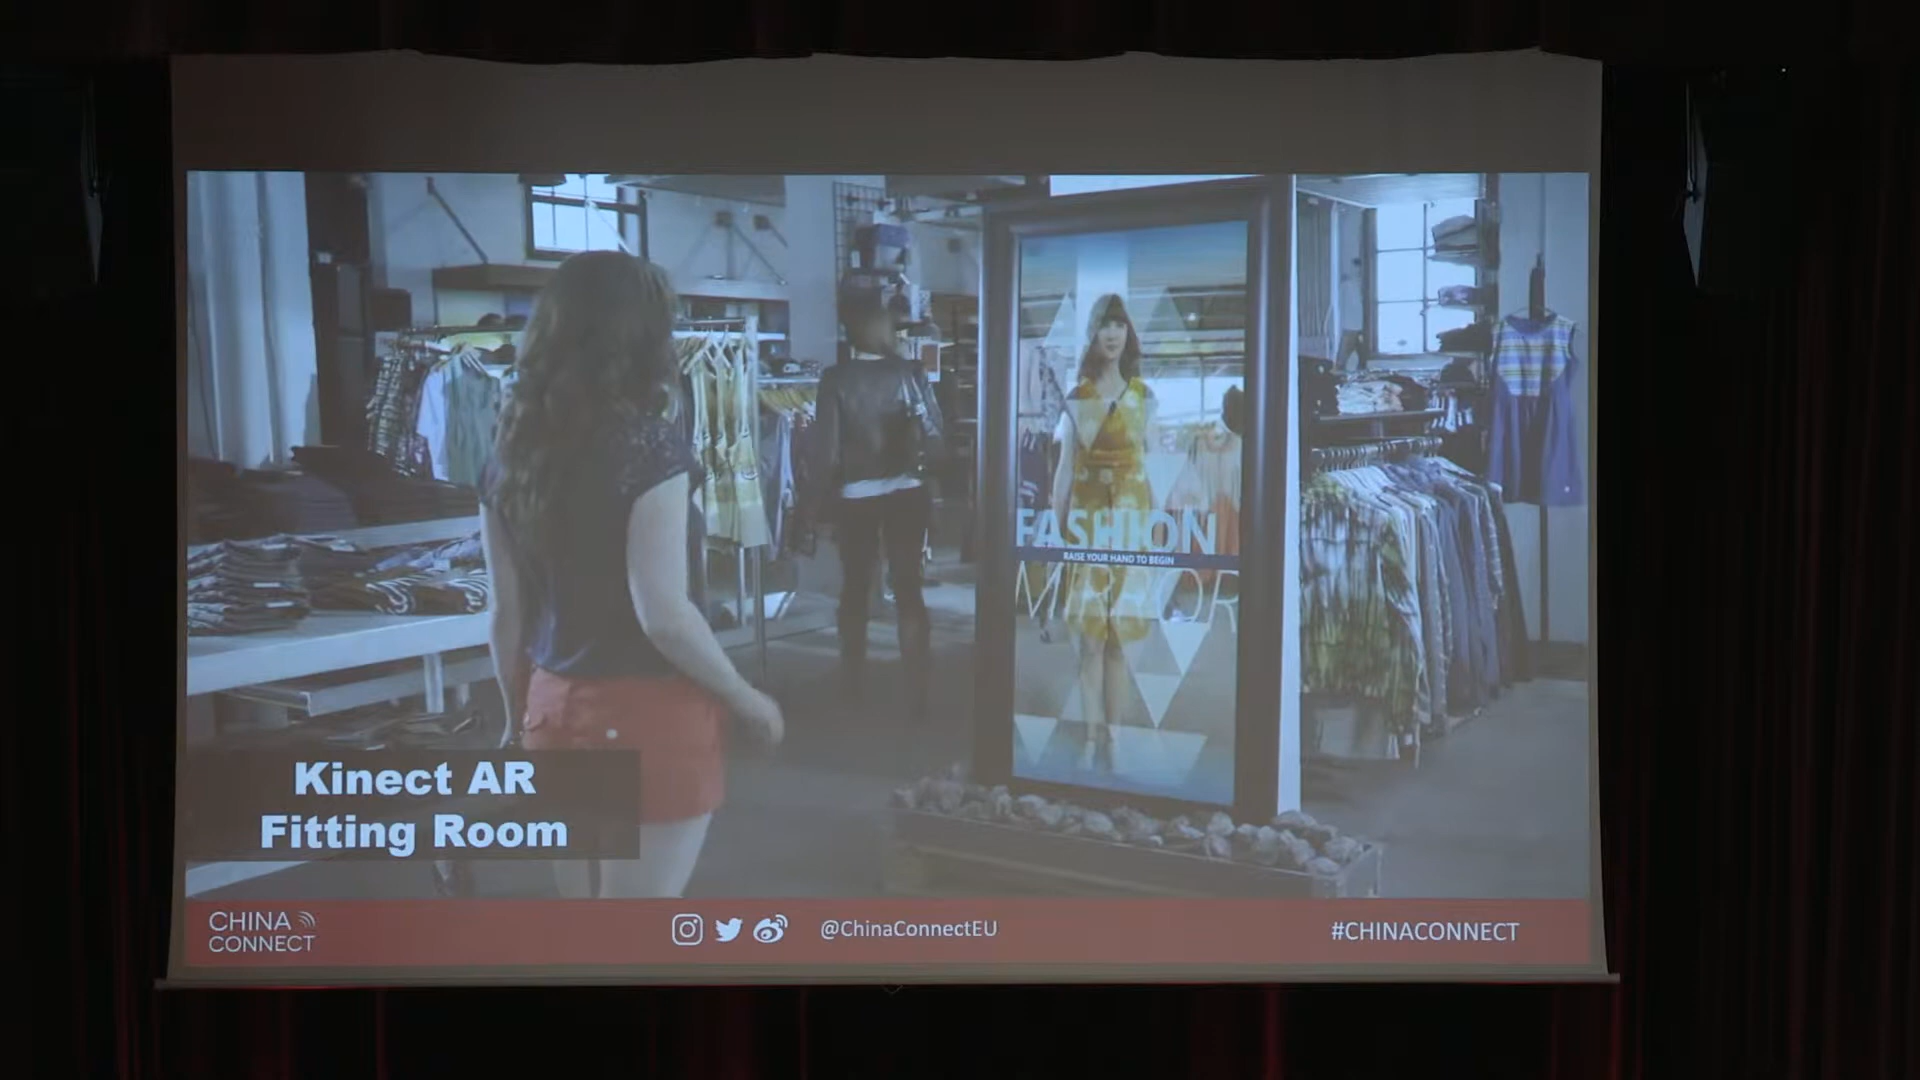 FASHION
RAISE YOUR HAND TO BEGIN
MIRROR
Kinect AR
Fitting Room
CHINA
CONNECT
@ChinaConnectEU
#CHINACONNECT